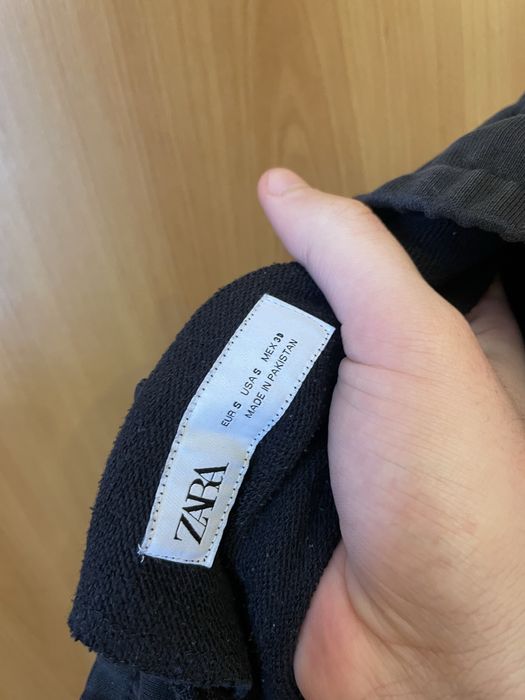 ZARA
EUR S USA S MEX 30
MADE IN PAKISTAN